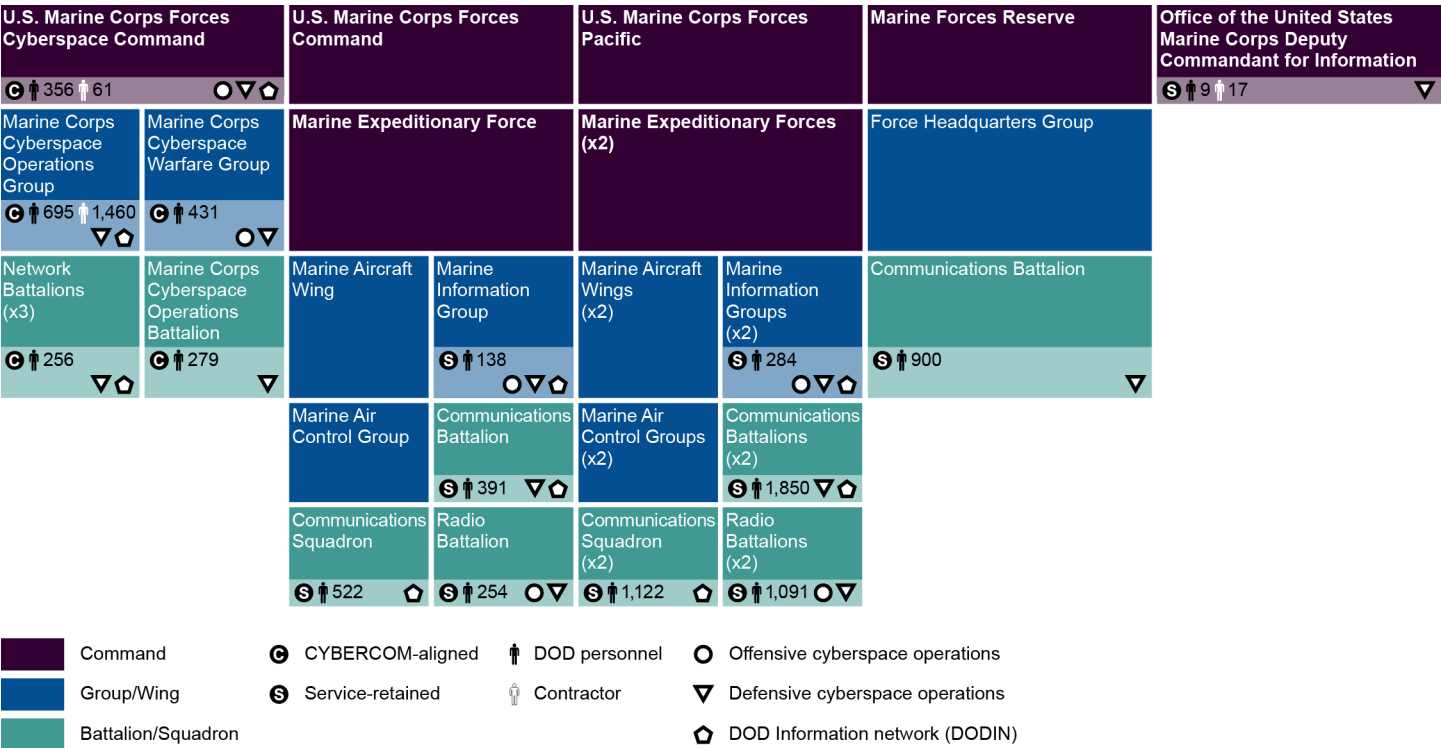 U.S. Marine Corps Forces
Cyberspace Command
C 356 61
U.S. Marine Corps Forces
Command
U.S. Marine Corps Forces
Pacific
Marine Forces Reserve
Office of the United States
Marine Corps Deputy
Commandant for Information
S 9 17
Marine Corps
Cyberspace
Operations
Group
C 695 1,460
Marine Corps
Cyberspace
Warfare Group
C 431
Marine Expeditionary Force
Marine Expeditionary Forces
(x2)
Force Headquarters Group
Network
Battalions
(x3)
C 256
Marine Corps
Cyberspace
Operations
Battalion
C 279
Marine Aircraft
Wing
Marine
Information
Group
S 138
Marine Aircraft
Wings
(x2)
Marine
Information
Groups
(x2)
S 284
Communications Battalion
S 900
Marine Air
Control Group
Communications
Battalion
S 391
Marine Air
Control Groups
(x2)
Communications
Battalions
(x2)
S 1,850
Communications
Squadron
S 522
Radio
Battalion
S 254
Communications
Squadron
(x2)
S 1,122
Radio
Battalions
(x2)
S 1,091
Command
C CYBERCOM-aligned
DOD personnel
Offensive cyberspace operations
Group/Wing
S Service-retained
Contractor
Defensive cyberspace operations
Battalion/Squadron
DOD Information network (DODIN)